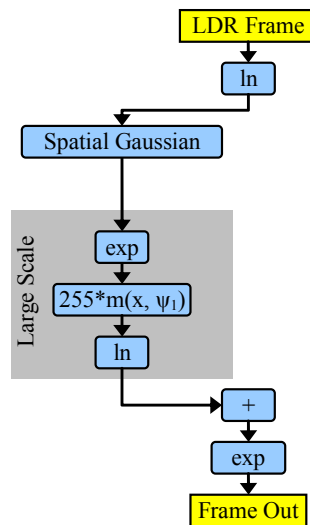 LDR Frame
ln
Spatial Gaussian
Large Scale
exp
255*m(x, ψ₁)
ln
+
exp
Frame Out